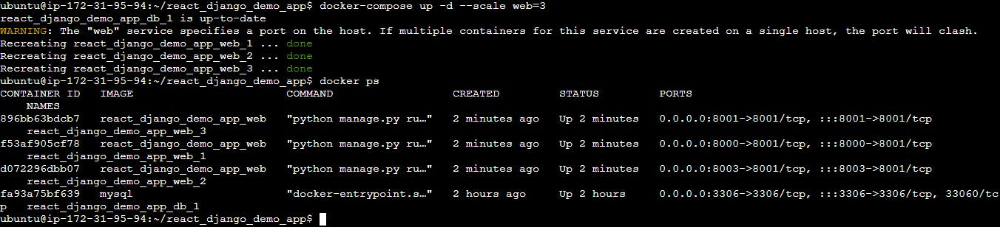 ubuntu@ip-172-31-95-94:~/react_django_demo_app$ docker-compose up -d --scale web=3
react_django_demo_app_db_1 is up-to-date
WARNING: The "web" service specifies a port on the host. If multiple containers for this service are created on a single host, the port will clash.
Recreating react_django_demo_app_web_1 ... done
Recreating react_django_demo_app_web_2 ... done
Recreating react_django_demo_app_web_3 ... done
ubuntu@ip-172-31-95-94:~/react_django_demo_app$ docker ps
CONTAINER ID   IMAGE                       COMMAND                  CREATED         STATUS         PORTS
    NAMES
896bb63bdcb7   react_django_demo_app_web   "python manage.py ru…"   2 minutes ago   Up 2 minutes   0.0.0.0:8001->8001/tcp, :::8001->8001/tcp
    react_django_demo_app_web_3
f53af905cf78   react_django_demo_app_web   "python manage.py ru…"   2 minutes ago   Up 2 minutes   0.0.0.0:8000->8001/tcp, :::8000->8001/tcp
    react_django_demo_app_web_1
d072296dbb07   react_django_demo_app_web   "python manage.py ru…"   2 minutes ago   Up 2 minutes   0.0.0.0:8003->8001/tcp, :::8003->8001/tcp
    react_django_demo_app_web_2
fa93a75bf639   mysql                       "docker-entrypoint.s…"   2 hours ago     Up 2 hours     0.0.0.0:3306->3306/tcp, :::3306->3306/tcp, 33060/tc
p   react_django_demo_app_db_1
ubuntu@ip-172-31-95-94:~/react_django_demo_app$